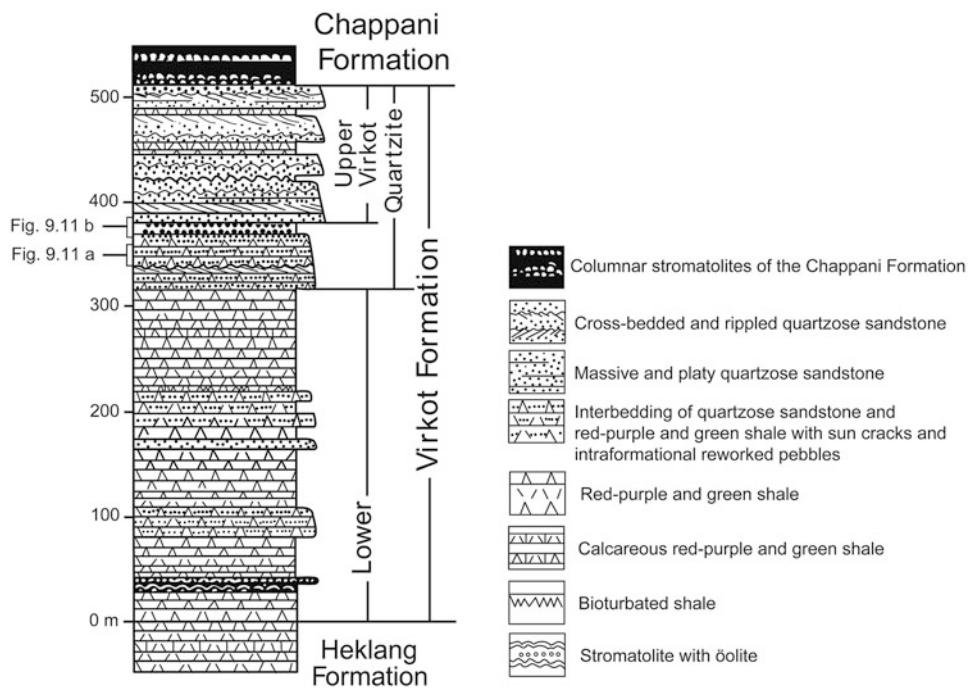 Chappani
Formation
500
400
300
200
100
0 m
Fig. 9.11 b
Fig. 9.11 a
Upper
Virkot
Quartzite
Lower
Virkot Formation
Heklang
Formation
Columnar stromatolites of the Chappani Formation
Cross-bedded and rippled quartzose sandstone
Massive and platy quartzose sandstone
Interbedding of quartzose sandstone and
red-purple and green shale with sun cracks and
intraformational reworked pebbles
Red-purple and green shale
Calcareous red-purple and green shale
Bioturbated shale
Stromatolite with öolite